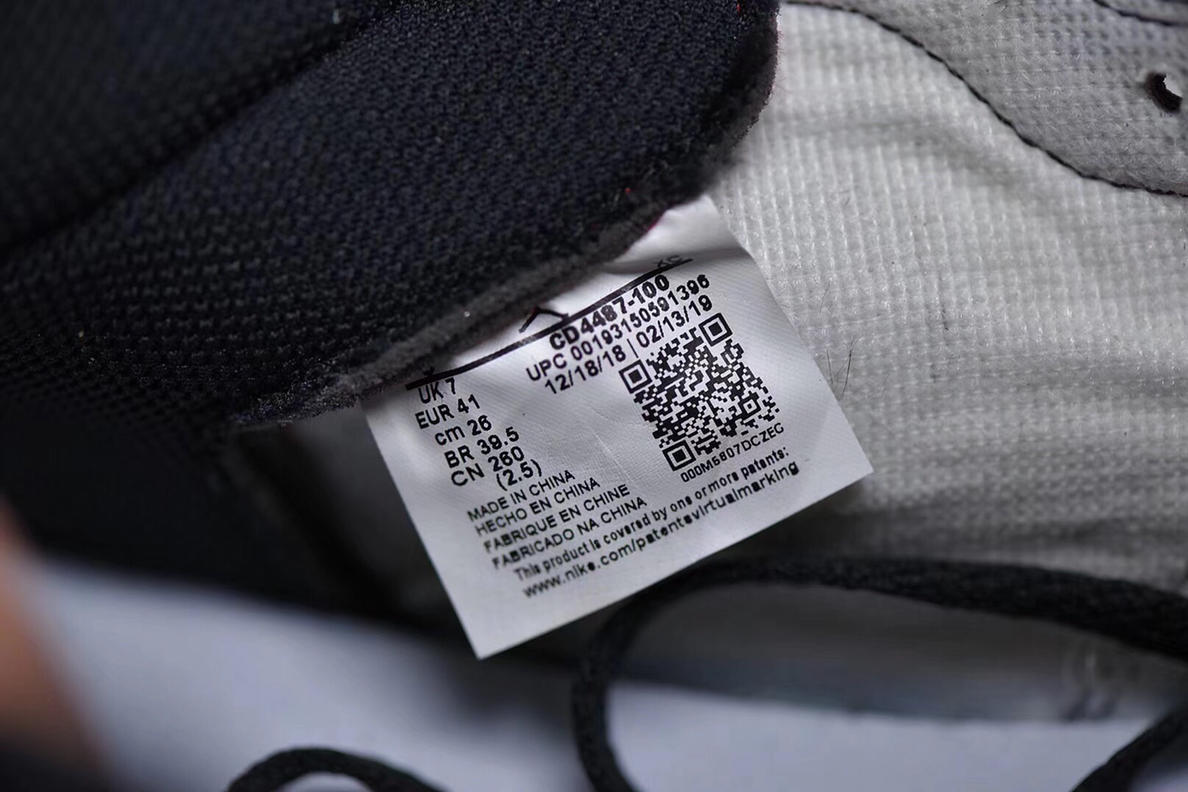 CD4487-100
UPC 00193150591396
12/18/18 | 02/13/19
UK 7
EUR 41
cm 26
BR 39.5
CN 260
(2.5)
000M6807DCZEC
MADE IN CHINA
HECHO EN CHINA
FABRIQUE EN CHINE
FABRICADO NA CHINA
This product is covered by one or more patents:
www.nike.com/patentsvirtualmarking